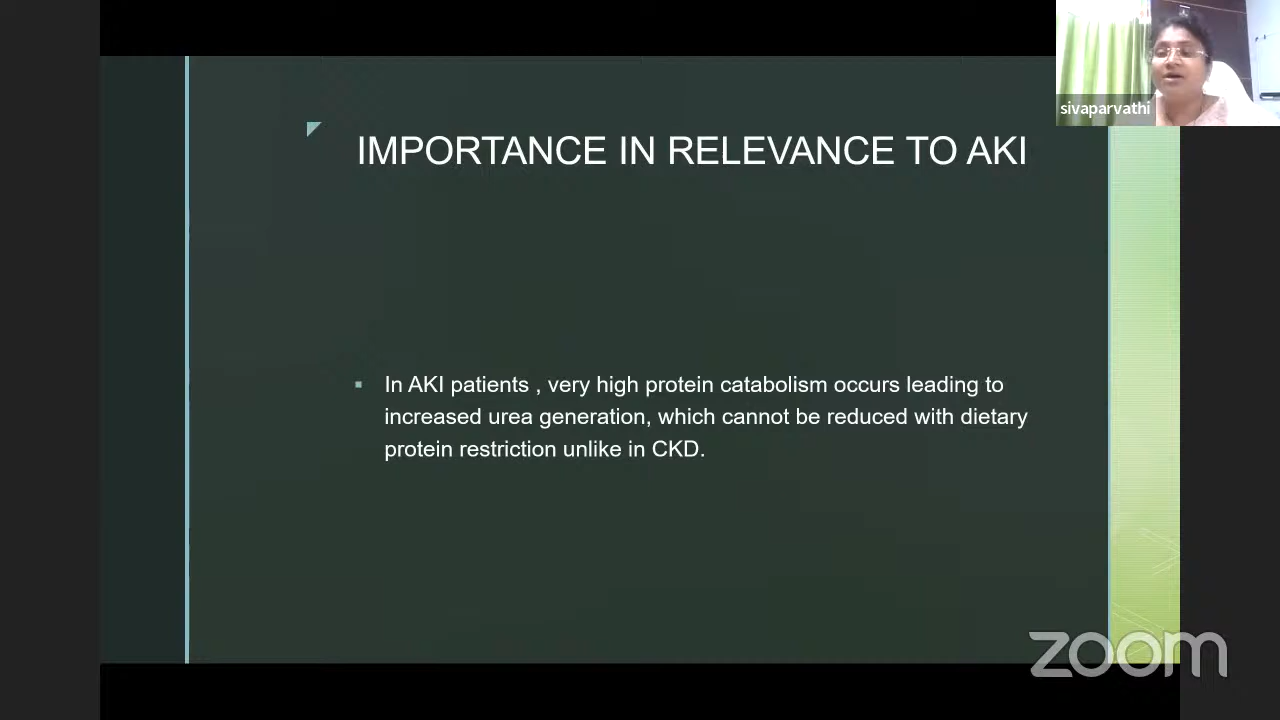 sivaparvathi
IMPORTANCE IN RELEVANCE TO AKI
▪ In AKI patients , very high protein catabolism occurs leading to
increased urea generation, which cannot be reduced with dietary
protein restriction unlike in CKD.
zoom